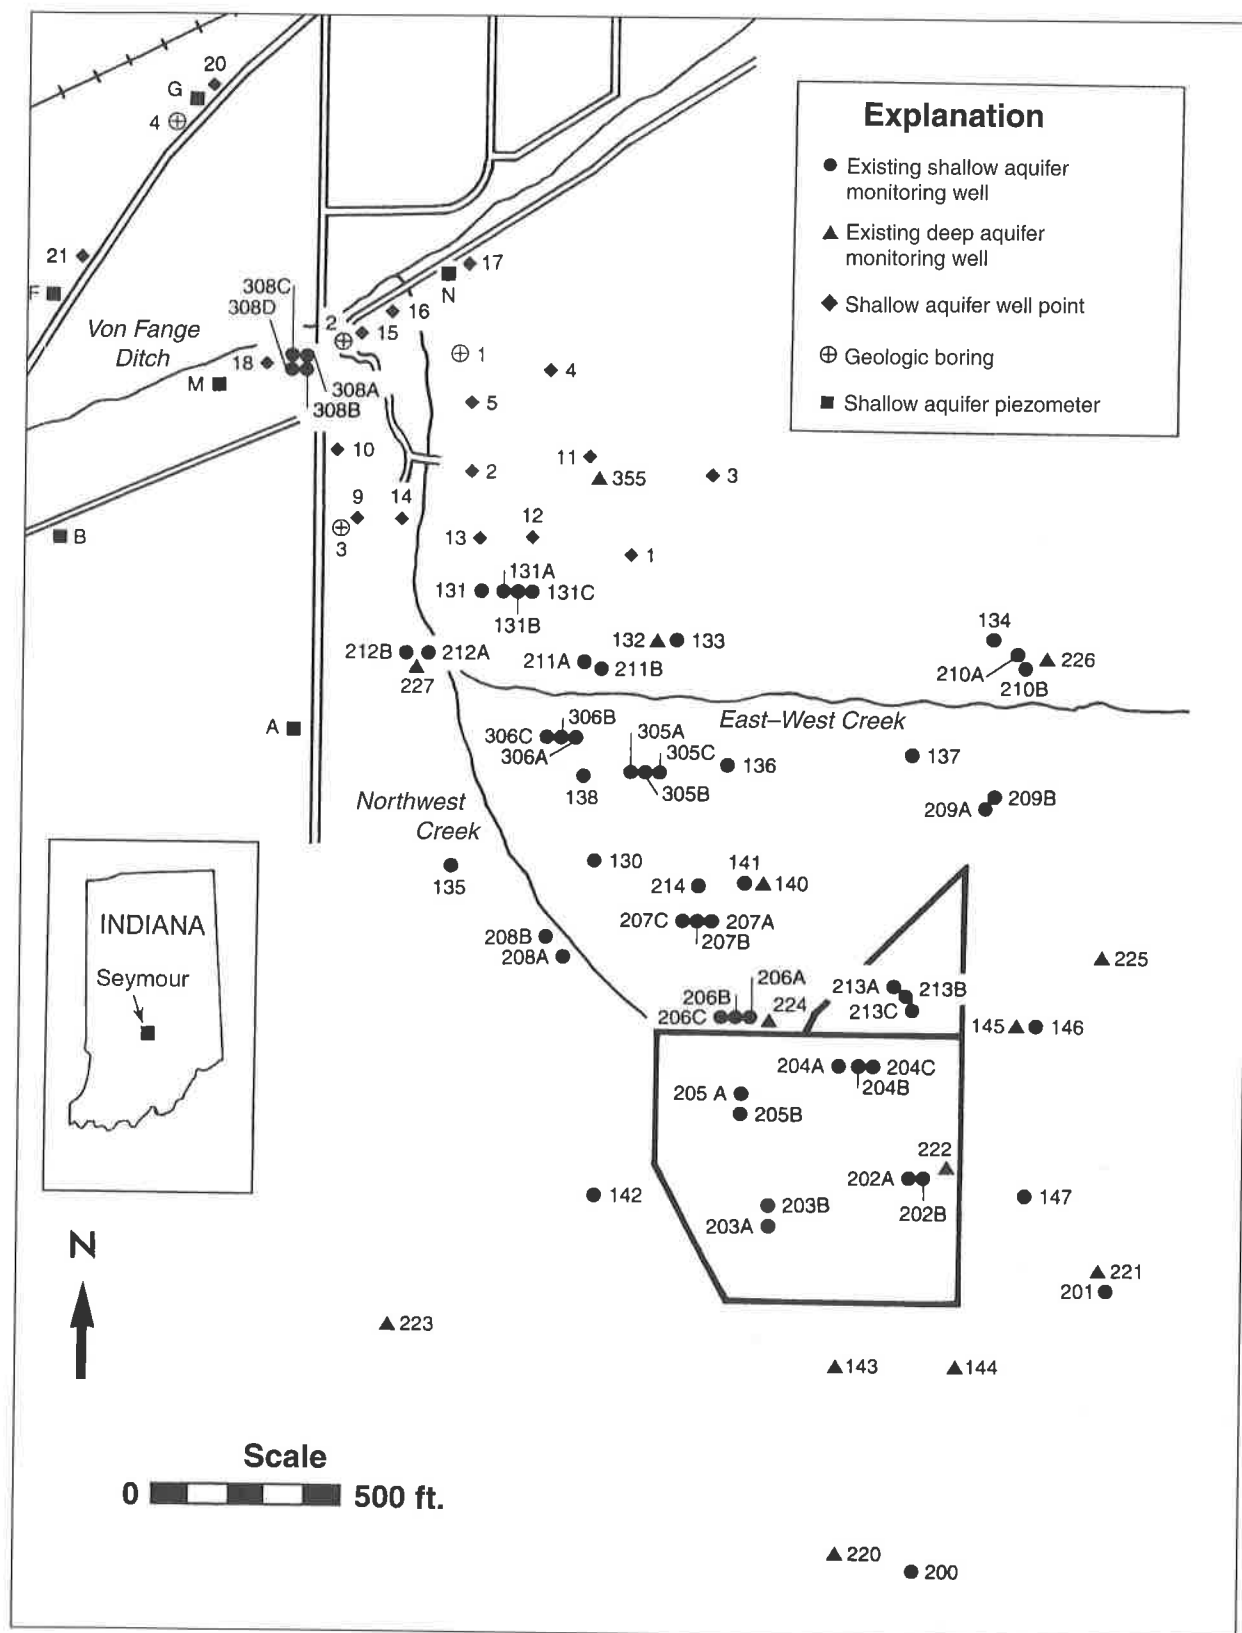 20
G
4
21
F
308C
308D
Von Fange
Ditch
18
M
2
15
16
N
17
1
308A
308B
4
5
10
2
11
355
3
9
14
3
B
13
12
1
131
131A
131C
131B
212B
212A
227
132
133
211A
211B
134
210A
226
210B
East–West Creek
A
306B
306C
306A
305A
305C
305B
136
138
137
209B
209A
Northwest
Creek
135
130
141
214
140
207C
207A
207B
208B
208A
206A
206B
206C
224
213A
213B
213C
225
145
146
204A
204C
204B
205 A
205B
222
202A
202B
203B
203A
142
147
221
201
223
143
144
220
200
Explanation
Existing shallow aquifer
monitoring well
Existing deep aquifer
monitoring well
Shallow aquifer well point
Geologic boring
Shallow aquifer piezometer
INDIANA
Seymour
N
Scale
0
500 ft.